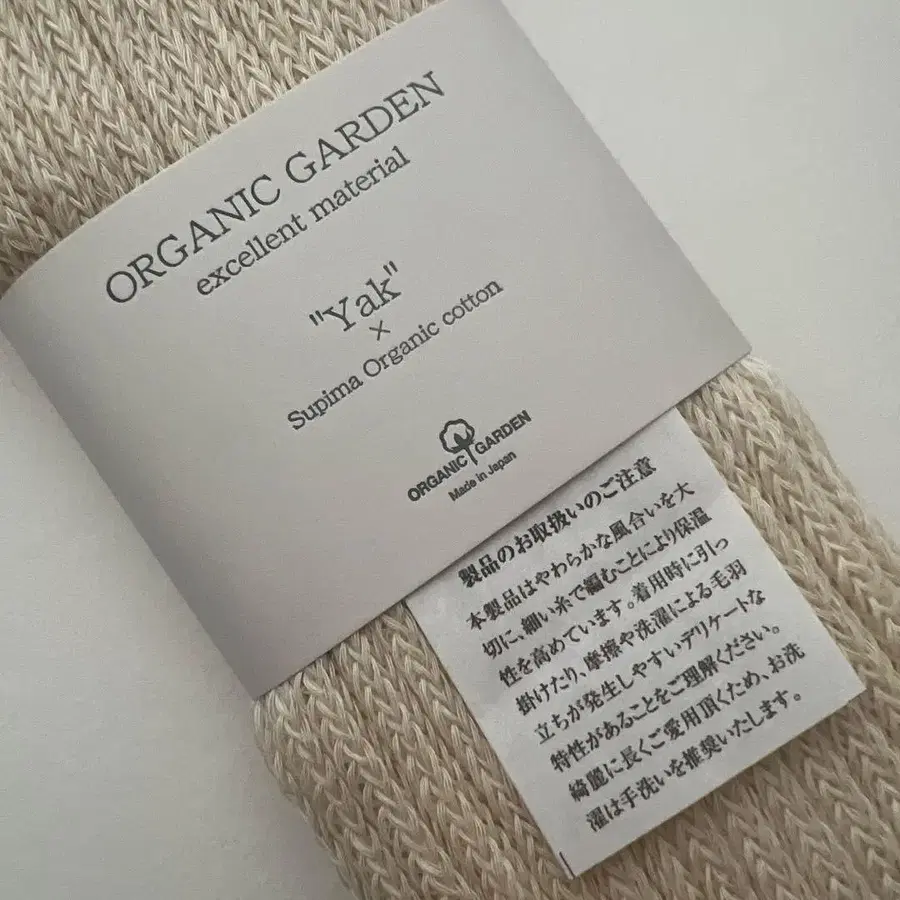 ORGANIC GARDEN
excellent material
"Yak"
×
Supima Organic cotton
ORGANIC GARDEN
Made in Japan
製品のお取扱いのご注意
本製品はやわらかな風合いを大
切に、細い糸で編むことにより保温
性を高めています。着用時に引っ
掛けたり、摩擦や洗濯による毛羽
立ちが発生しやすいデリケートな
特性があることをご理解ください。
綺麗に長くご愛用頂くため、お洗
濯は手洗いを推奨いたします。